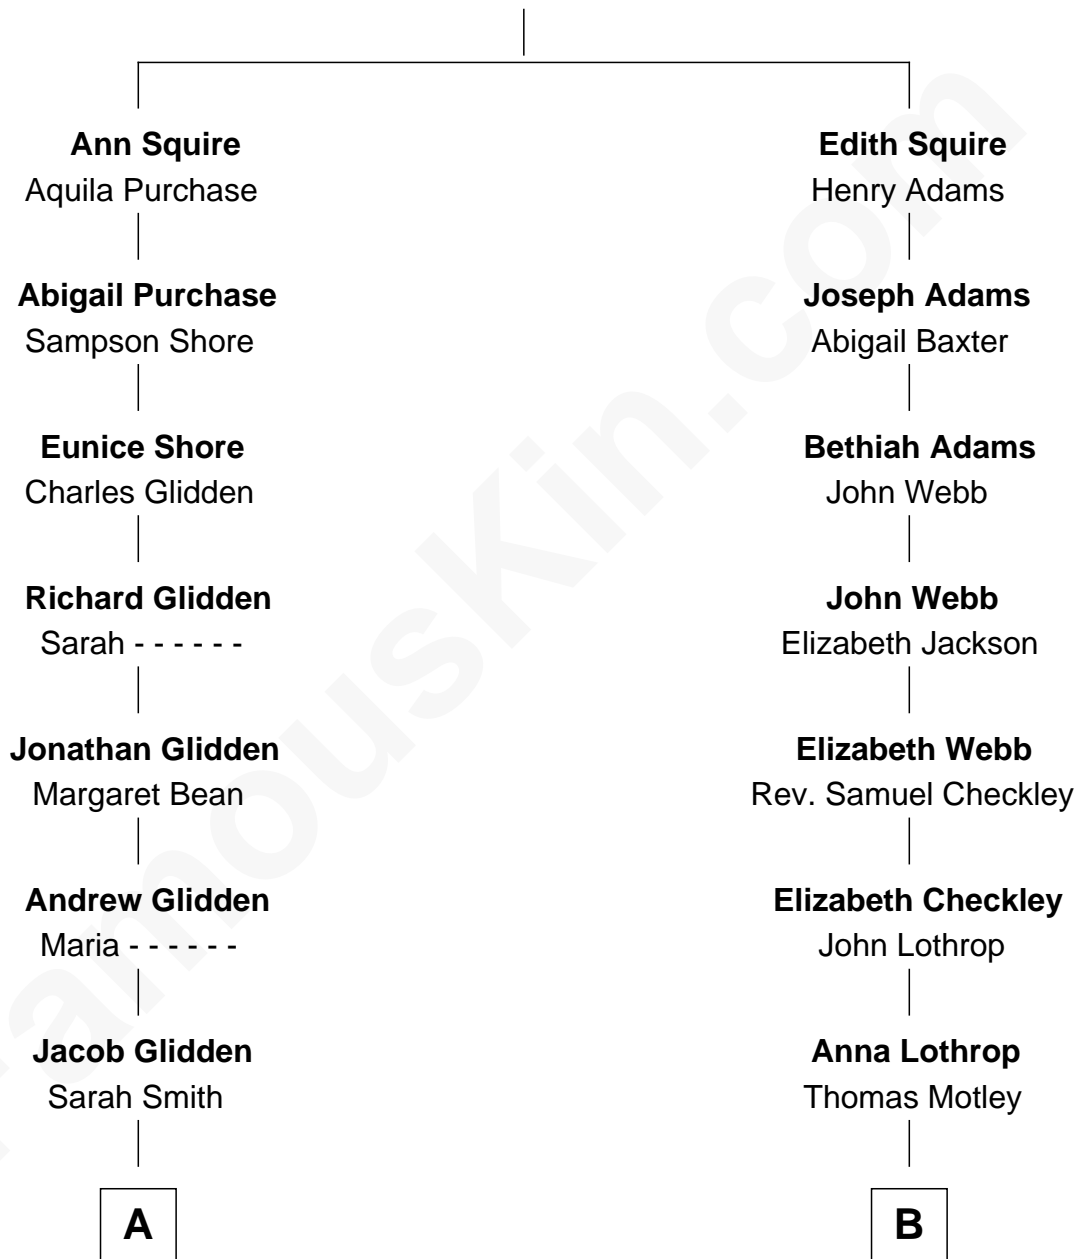 Ann Squire
Aquila Purchase
Abigail Purchase
Sampson Shore
Eunice Shore
Charles Glidden
Richard Glidden
Sarah - - - - - -
Jonathan Glidden
Margaret Bean
Andrew Glidden
Maria - - - - - -
Jacob Glidden
Sarah Smith
A
Edith Squire
Henry Adams
Joseph Adams
Abigail Baxter
Bethiah Adams
John Webb
John Webb
Elizabeth Jackson
Elizabeth Webb
Rev. Samuel Checkley
Elizabeth Checkley
John Lothrop
Anna Lothrop
Thomas Motley
B
FamousKin.com